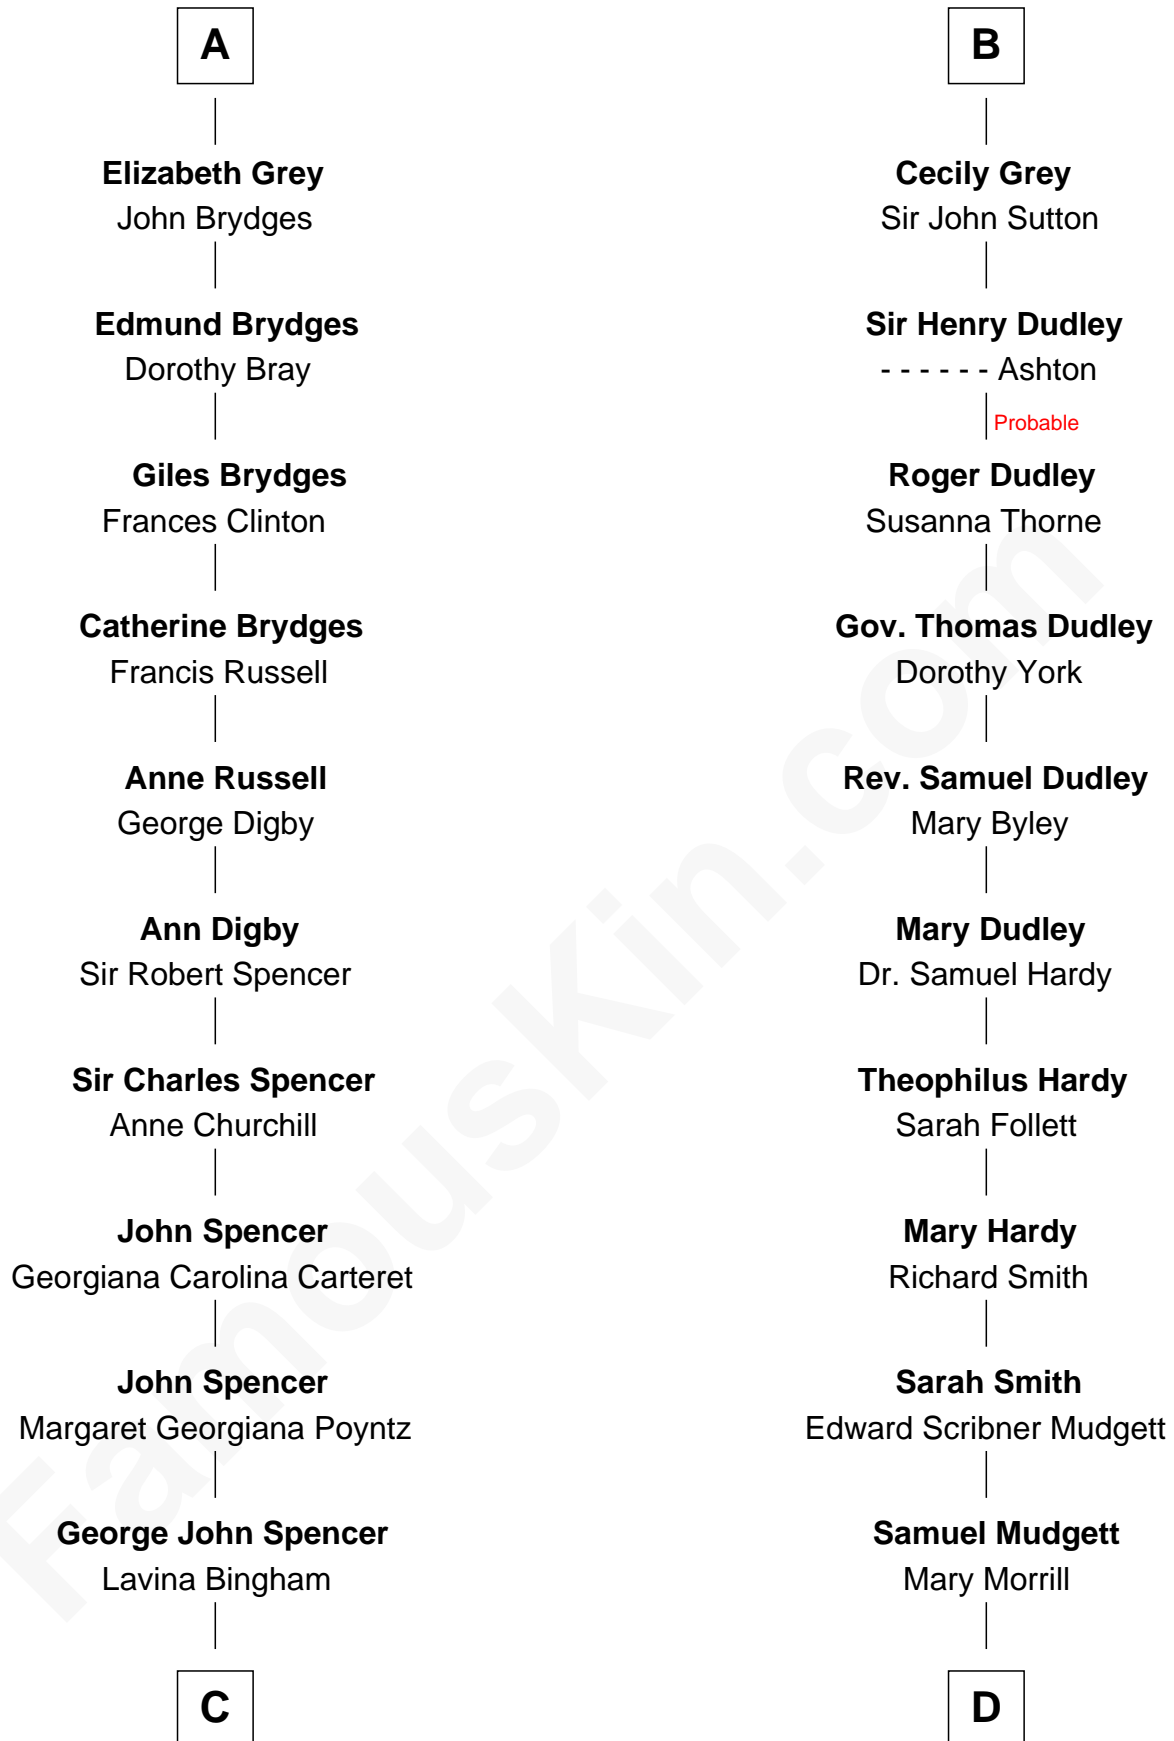 A
Elizabeth Grey
John Brydges
Edmund Brydges
Dorothy Bray
Giles Brydges
Frances Clinton
Catherine Brydges
Francis Russell
Anne Russell
George Digby
Ann Digby
Sir Robert Spencer
Sir Charles Spencer
Anne Churchill
John Spencer
Georgiana Carolina Carteret
John Spencer
Margaret Georgiana Poyntz
George John Spencer
Lavina Bingham
C
B
Cecily Grey
Sir John Sutton
Sir Henry Dudley
- - - - - - Ashton
Probable
Roger Dudley
Susanna Thorne
Gov. Thomas Dudley
Dorothy York
Rev. Samuel Dudley
Mary Byley
Mary Dudley
Dr. Samuel Hardy
Theophilus Hardy
Sarah Follett
Mary Hardy
Richard Smith
Sarah Smith
Edward Scribner Mudgett
Samuel Mudgett
Mary Morrill
D
FamousKin.com